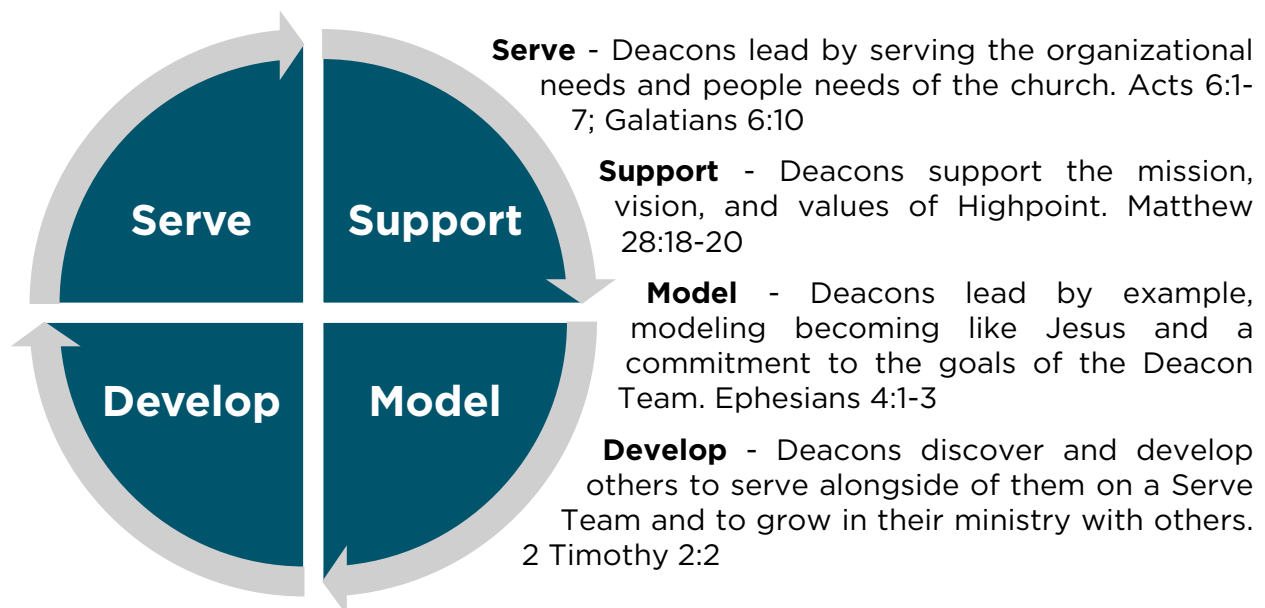 Serve
Support
Develop
Model
Serve - Deacons lead by serving the organizational
needs and people needs of the church. Acts 6:1-
7; Galatians 6:10
Support - Deacons support the mission,
vision, and values of Highpoint. Matthew
28:18-20
Model - Deacons lead by example,
modeling becoming like Jesus and a
commitment to the goals of the Deacon
Team. Ephesians 4:1-3
Develop - Deacons discover and develop
others to serve alongside of them on a Serve
Team and to grow in their ministry with others.
2 Timothy 2:2